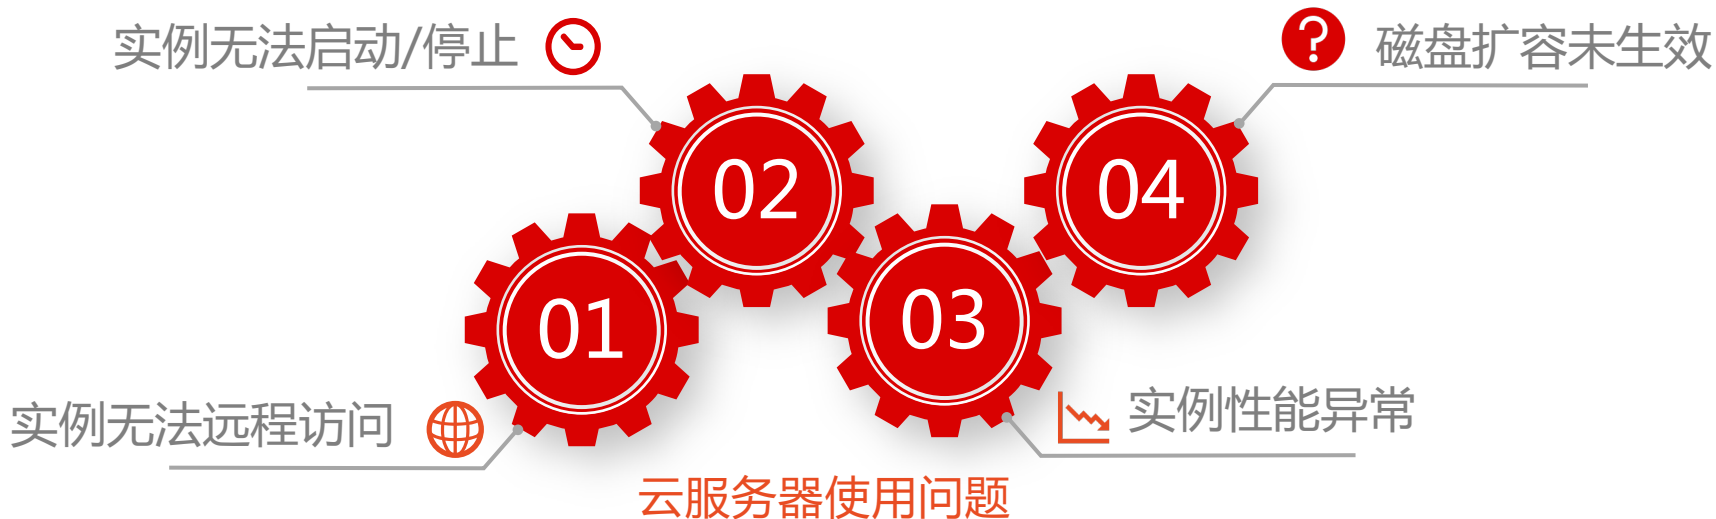 实例无法启动/停止
磁盘扩容未生效
02
04
01
03
实例无法远程访问
实例性能异常
云服务器使用问题